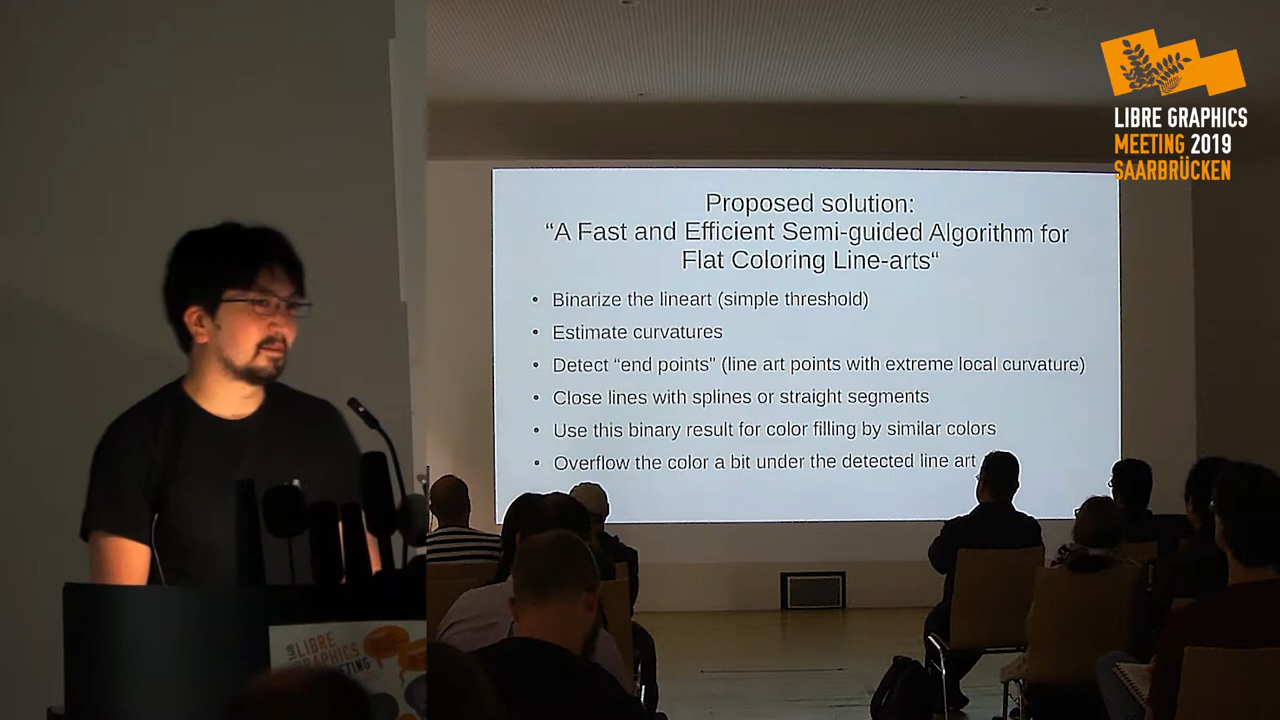 LIBRE GRAPHICS
MEETING 2019
SAARBRÜCKEN
Proposed solution:
“A Fast and Efficient Semi-guided Algorithm for
Flat Coloring Line-arts“
• Binarize the lineart (simple threshold)
• Estimate curvatures
• Detect “end points” (line art points with extreme local curvature)
• Close lines with splines or straight segments
• Use this binary result for color filling by similar colors
• Overflow the color a bit under the detected line art
LIBRE
GRAPHICS